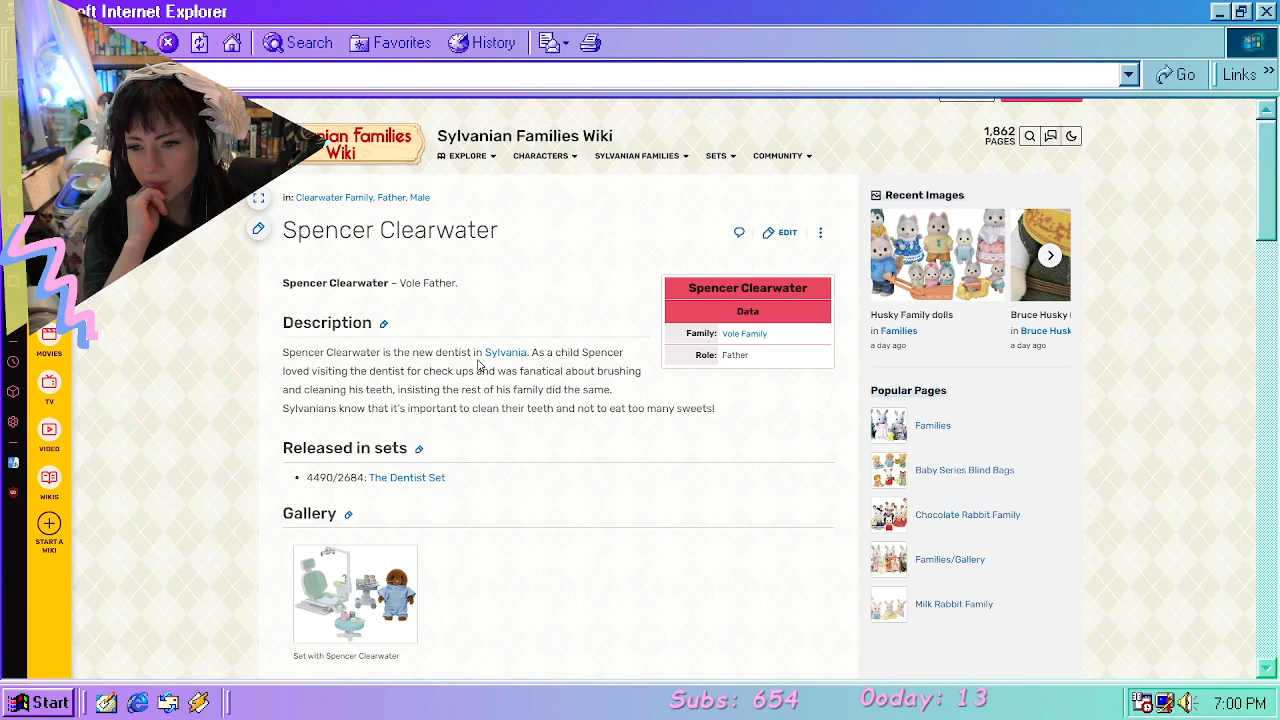 oft Internet Explorer
Search
Favorites
History
Go
Links »
nian Families
Wiki
Sylvanian Families Wiki
EXPLORE
CHARACTERS
SYLVANIAN FAMILIES
SETS
COMMUNITY
1,862
PAGES
in: Clearwater Family, Father, Male
Spencer Clearwater
EDIT
Spencer Clearwater – Vole Father.
Spencer Clearwater
Data
Family: Vole Family
Role: Father
Description
Spencer Clearwater is the new dentist in Sylvania. As a child Spencer
loved visiting the dentist for check ups and was fanatical about brushing
and cleaning his teeth, insisting the rest of his family did the same.
Sylvanians know that it's important to clean their teeth and not to eat too many sweets!
Released in sets
4490/2684: The Dentist Set
Gallery
Set with Spencer Clearwater
Recent Images
Husky Family dolls
in Families
a day ago
Bruce Husky
in Bruce Husk
a day ago
Popular Pages
Families
Baby Series Blind Bags
Chocolate Rabbit Family
Families/Gallery
Milk Rabbit Family
MOVIES
TV
VIDEO
WIKIS
START A
WIKI
Start
Subs: 654
Ooday: 13
7:00 PM